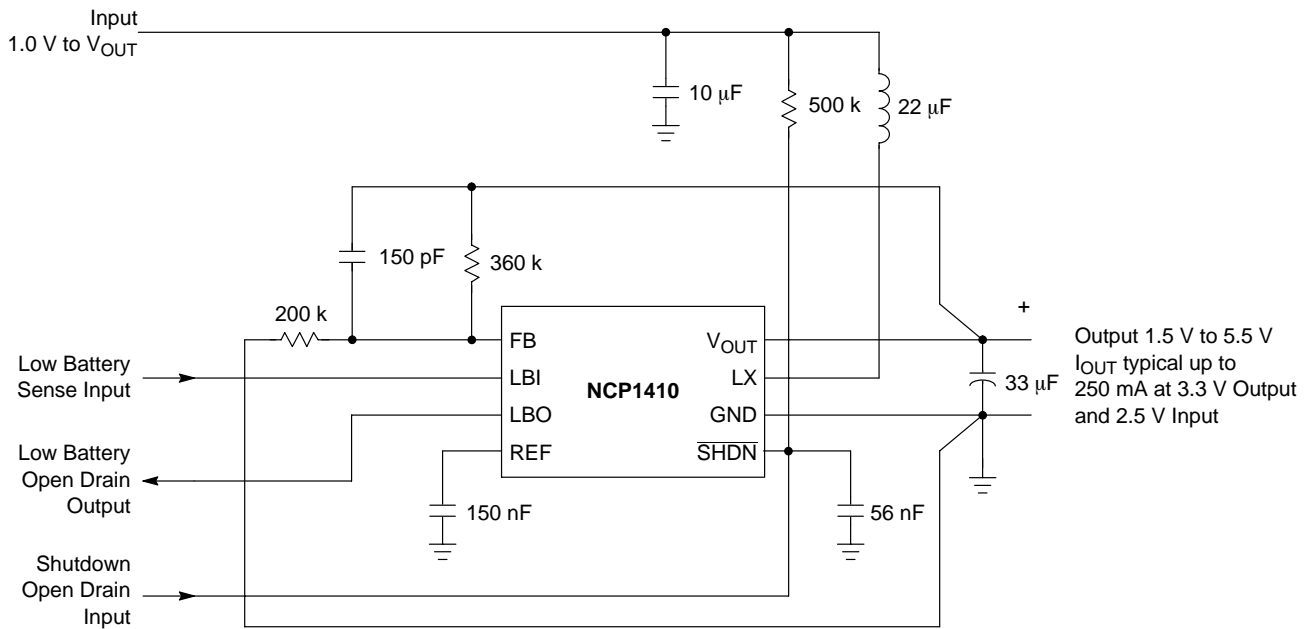 Input
1.0 V to VOUT
10 μF
500 k
22 μF
150 pF
360 k
200 k
+
FB
VOUT
Output 1.5 V to 5.5 V
IOUT typical up to
250 mA at 3.3 V Output
and 2.5 V Input
Low Battery
Sense Input
LBI
NCP1410
LX
33 μF
LBO
GND
Low Battery
Open Drain
Output
REF
SHDN
150 nF
56 nF
Shutdown
Open Drain
Input